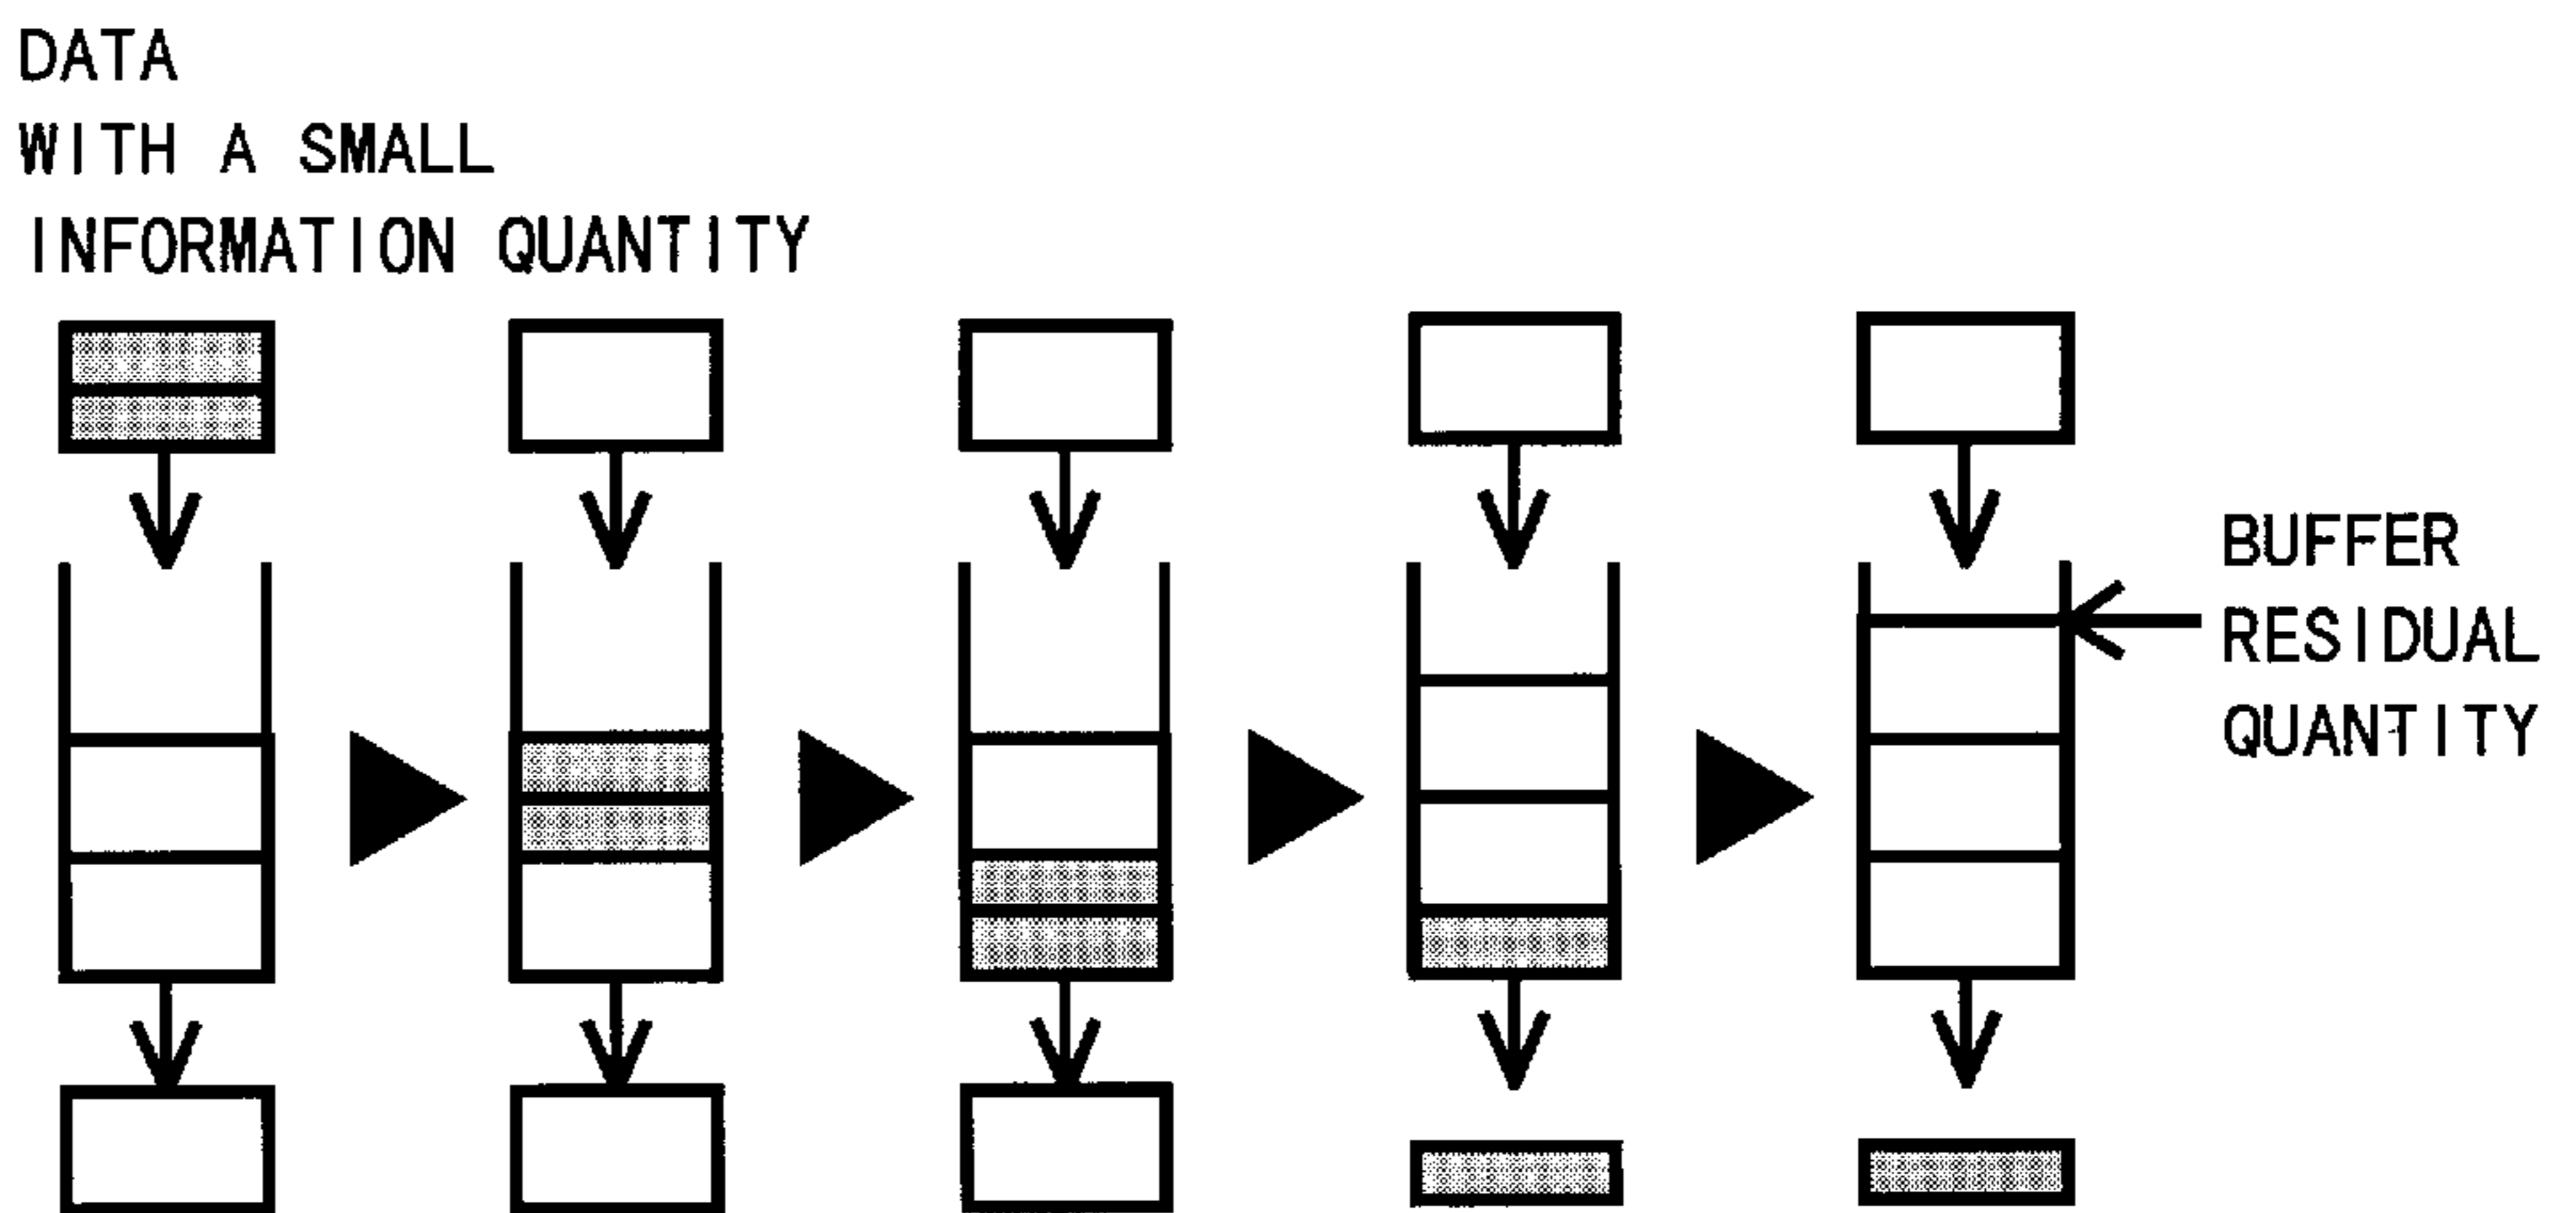 DATA
WITH A SMALL
INFORMATION QUANTITY
BUFFER
RESIDUAL
QUANTITY